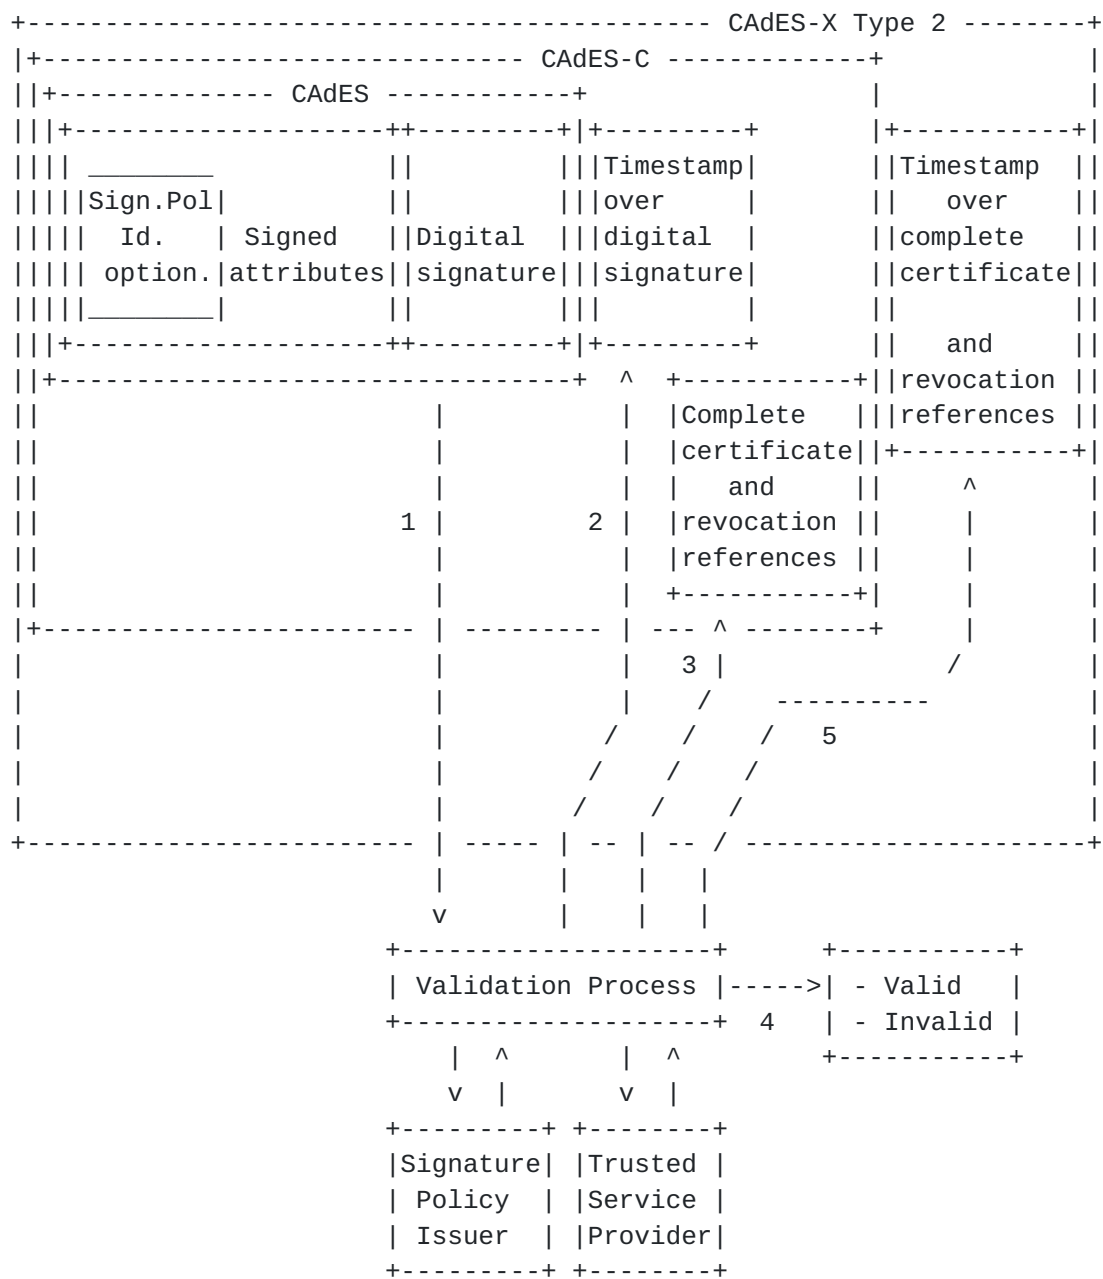 CAdES-X Type 2
CAdES-C
CAdES
Timestamp Timestamp
Sign.Pol over over
Id. Signed Digital digital complete
option. attributes signature signature certificate
and
revocation
Complete references
certificate
and
1 2 revocation
references
3
5
Validation Process - Valid
4 - Invalid
Signature Trusted
Policy Service
Issuer Provider